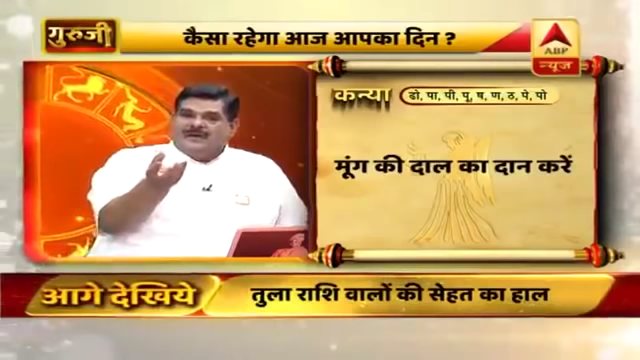 गुरुजी
कैसा रहेगा आज आपका दिन ?
ABP
न्यूज़
कन्या
ढो, पा, पी, पू, ष, ण, ठ, पे, पो
मूंग की दाल का दान करें
आगे देखिये
तुला राशि वालों की सेहत का हाल